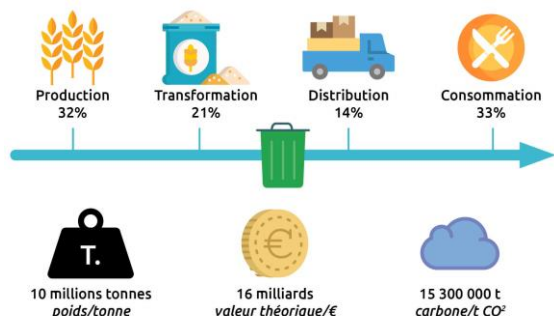 Production
32%
Transformation
21%
Distribution
14%
Consommation
33%
T.
€
10 millions tonnes
poids/tonne
16 milliards
valeur théorique/€
15 300 000 t
carbone/t CO²